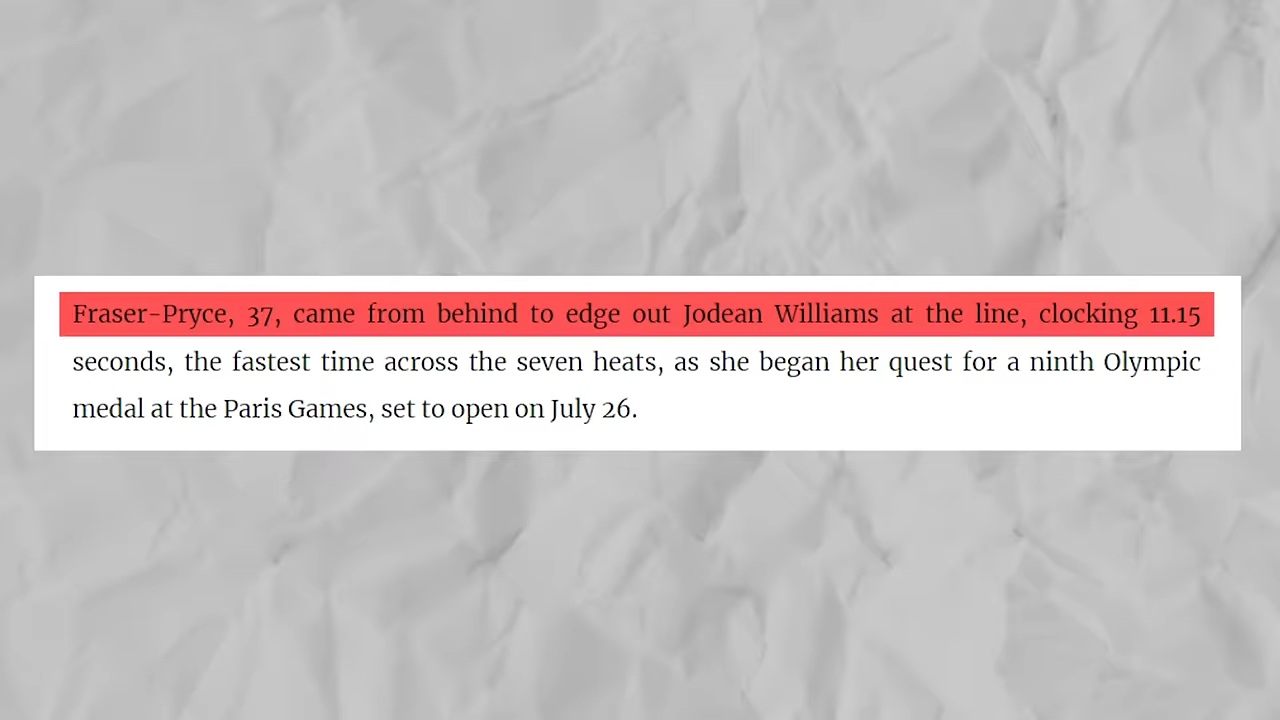 Fraser-Pryce, 37, came from behind to edge out Jodean Williams at the line, clocking 11.15
seconds, the fastest time across the seven heats, as she began her quest for a ninth Olympic
medal at the Paris Games, set to open on July 26.